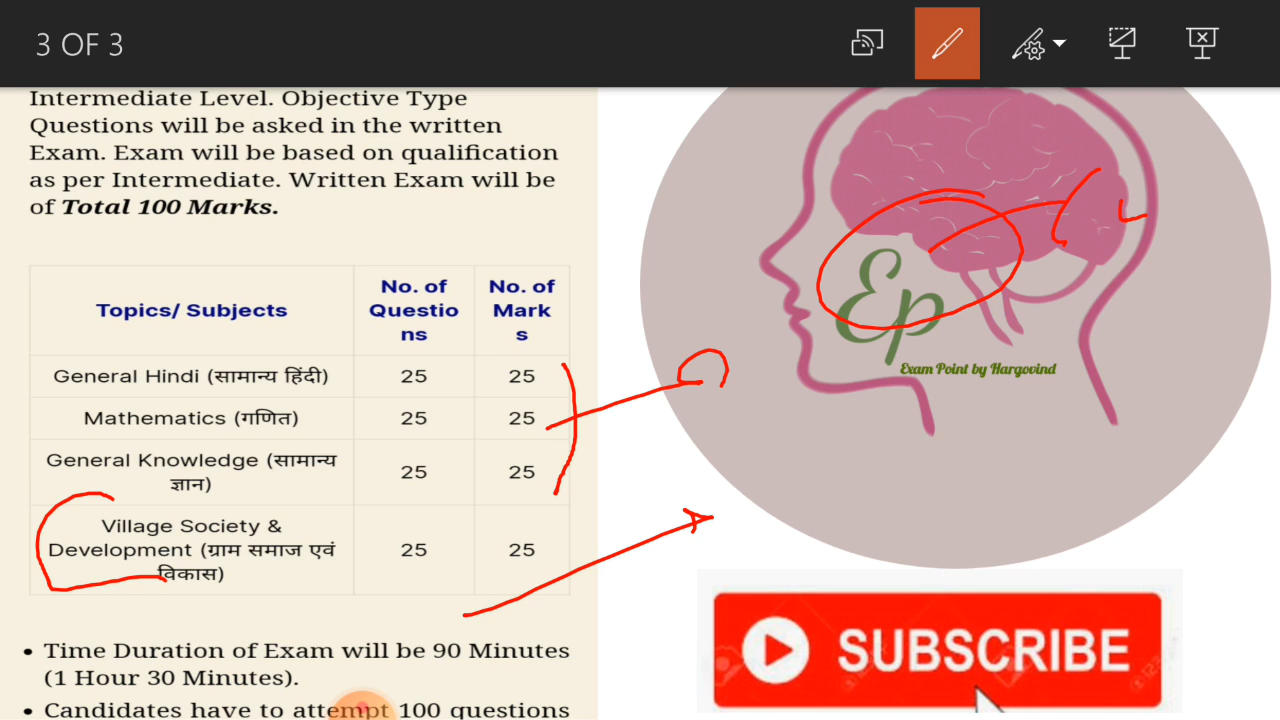 3 OF 3
Intermediate Level. Objective Type
Questions will be asked in the written
Exam. Exam will be based on qualification
as per Intermediate. Written Exam will be
of Total 100 Marks.
Topics/ Subjects
No. of
Questio
ns
No. of
Mark
s
General Hindi (सामान्य हिंदी) 25 25
Mathematics (गणित) 25 25
General Knowledge (सामान्य
ज्ञान) 25 25
Village Society &
Development (ग्राम समाज एवं
विकास) 25 25
• Time Duration of Exam will be 90 Minutes
(1 Hour 30 Minutes).
• Candidates have to attempt 100 questions
Ep
Exam Point by Hargovind
SUBSCRIBE